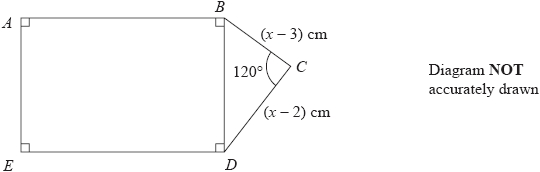 A
B
(x – 3) cm
120°
C
(x – 2) cm
E
D
Diagram NOT
accurately drawn